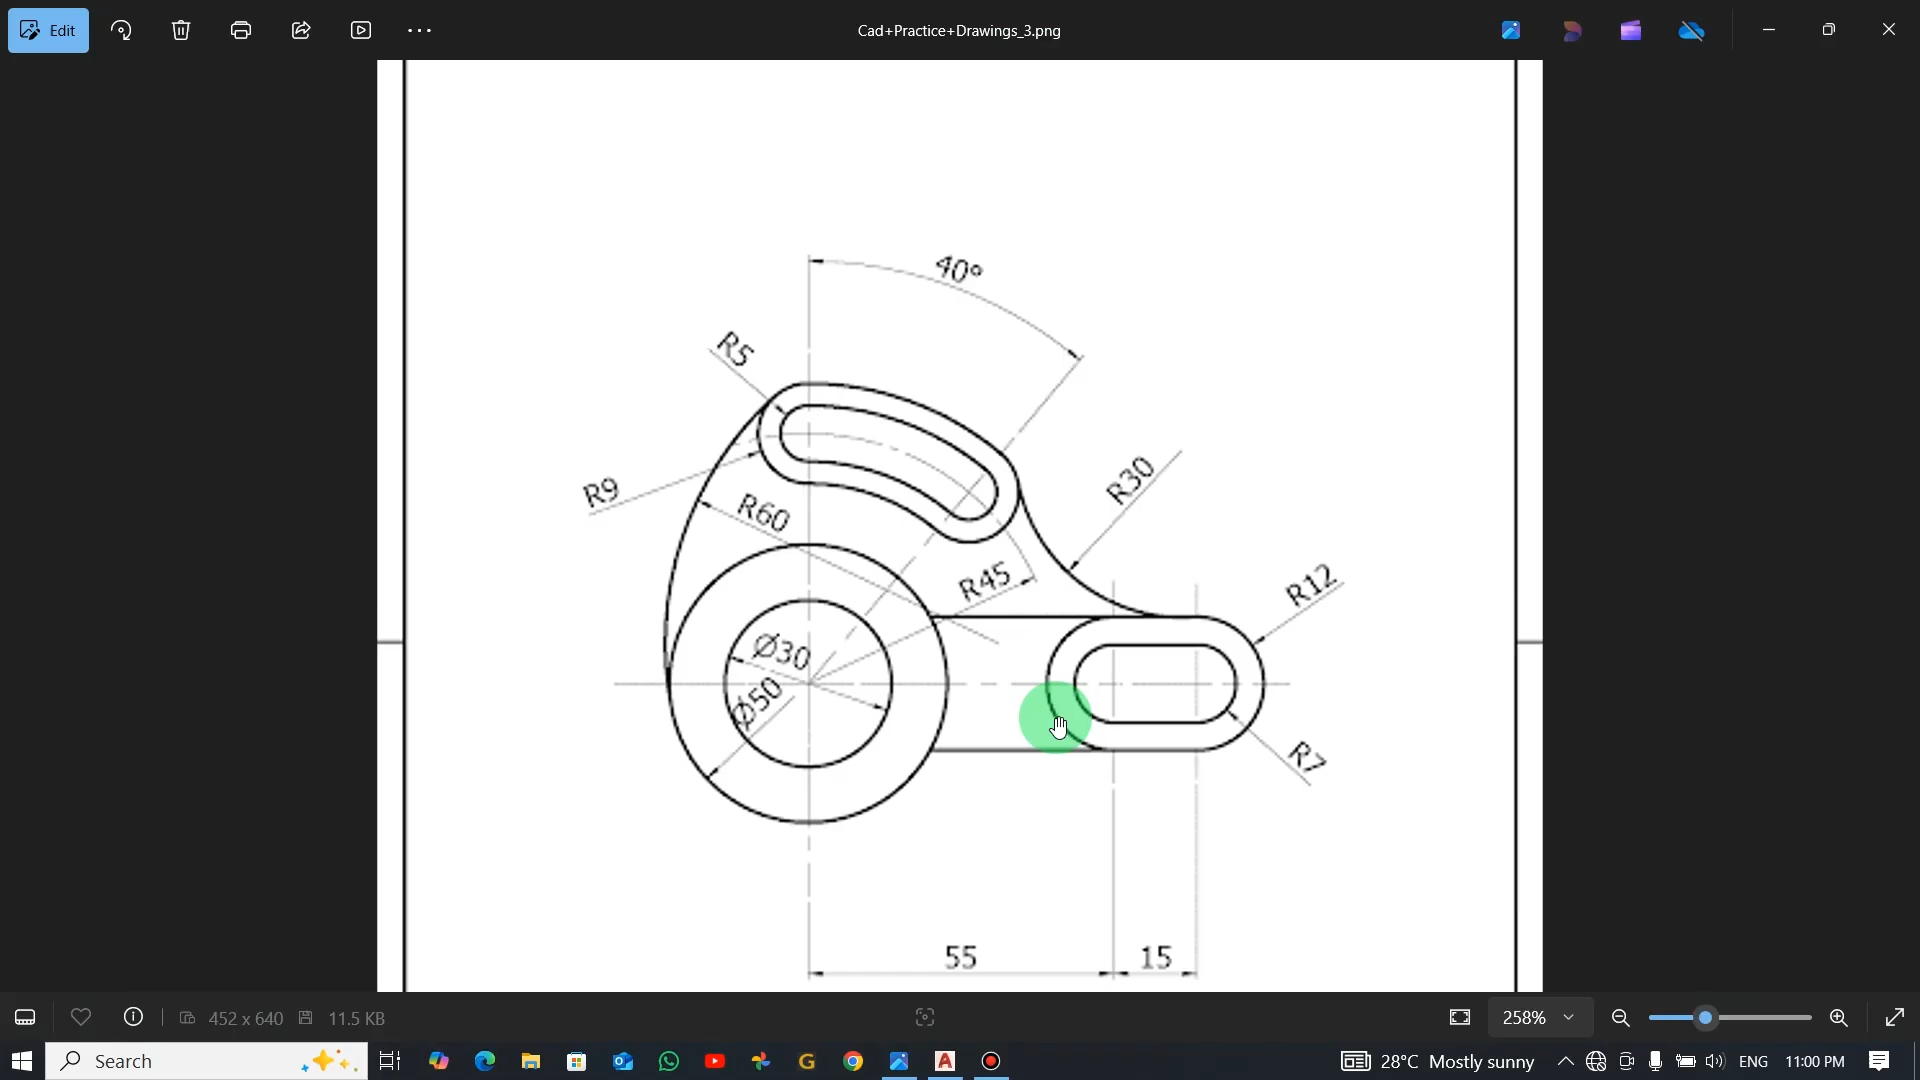 Edit
Cad+Practice+Drawings_3.png
40°
R5
R9
R60
R30
R45
R12
Ø30
Ø50
R7
55
15
452 x 640
11.5 KB
258%
Search
28°C Mostly sunny
ENG
11:00 PM